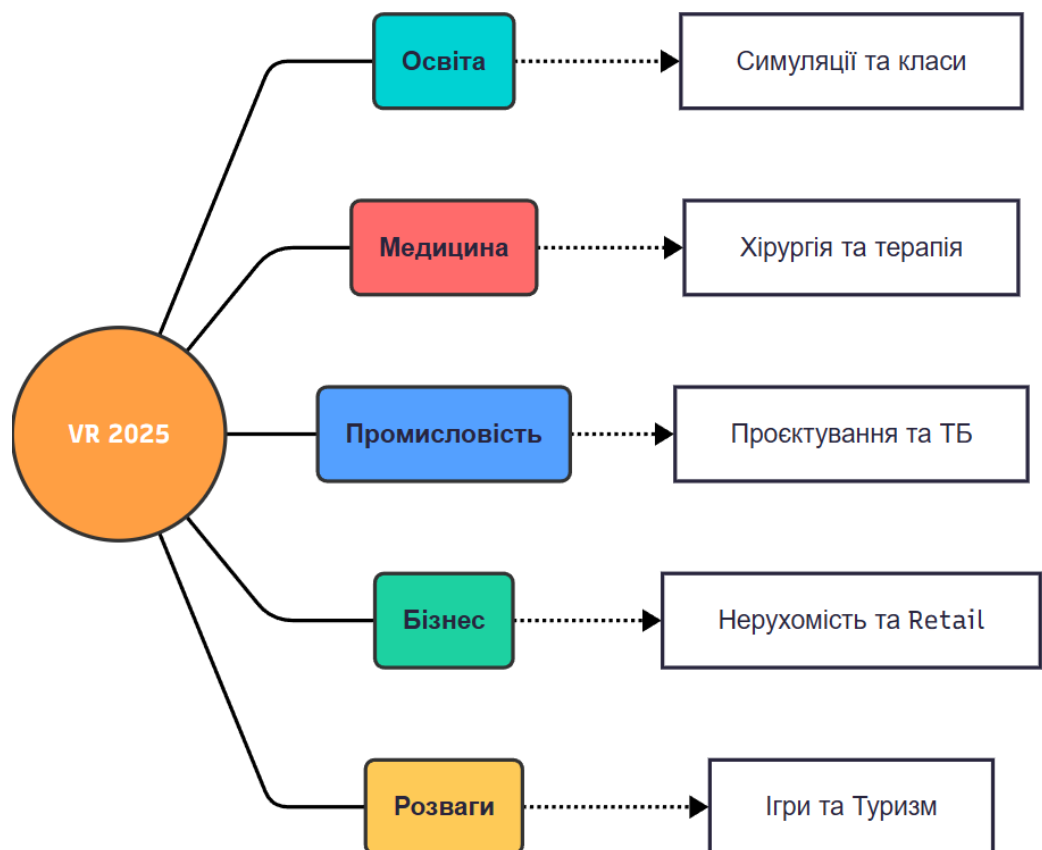 Освіта
Симуляції та класи
Медицина
Хірургія та терапія
VR 2025
Промисловість
Проєктування та ТБ
Бізнес
Нерухомість та Retail
Розваги
Ігри та Туризм